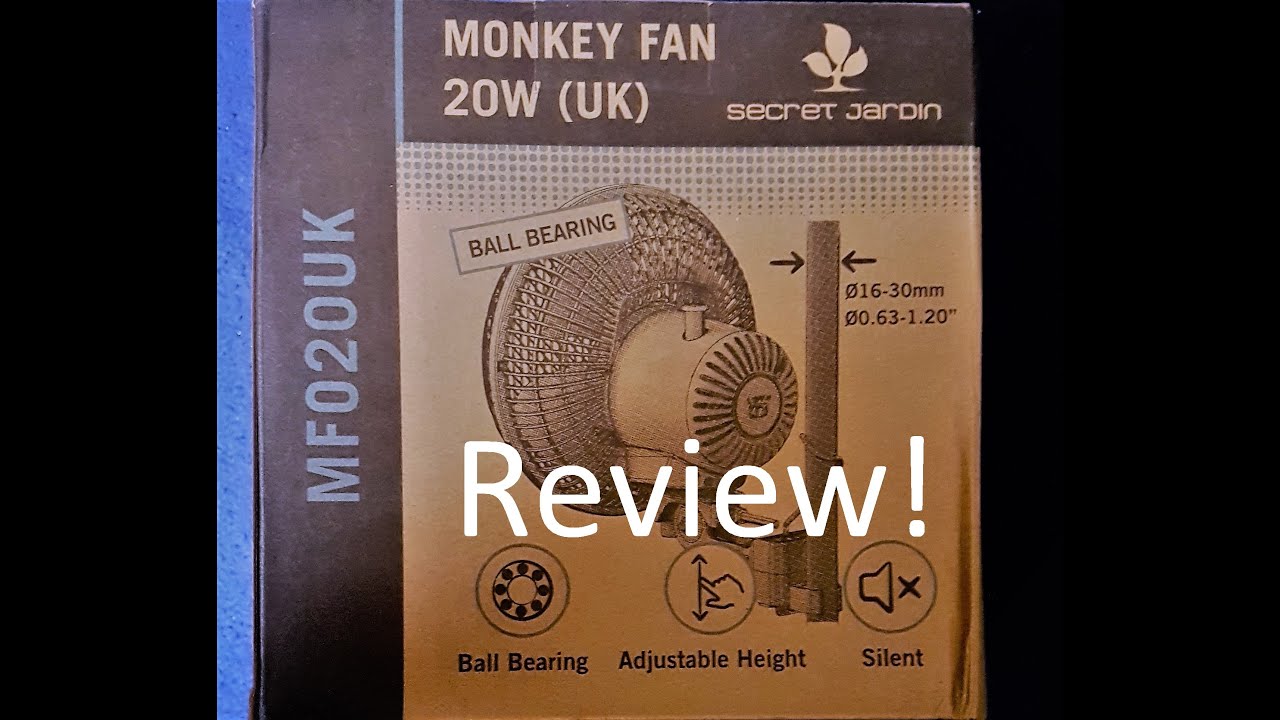 MONKEY FAN
20W (UK)
secret jardin
MF020UK
BALL BEARING
Ø16-30mm
Ø0.63-1.20”
Review!
Ball Bearing
Adjustable Height
Silent